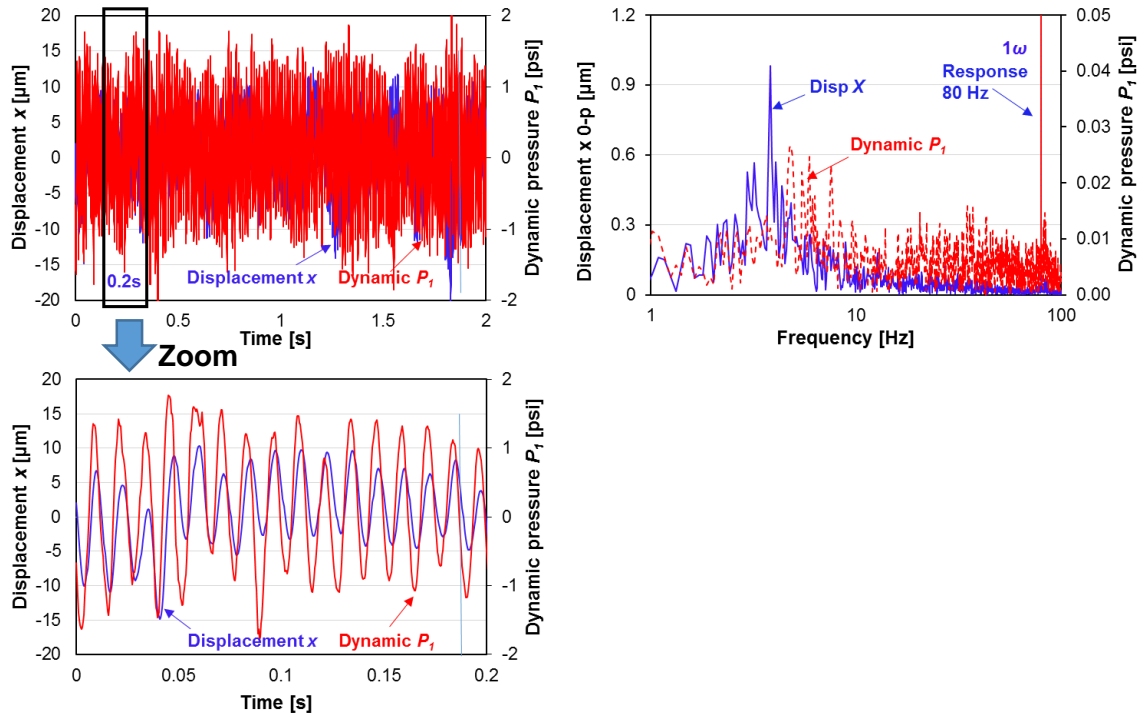 Displacement x [µm]
20
15
10
5
0
-5
-10
-15
-20
2
1
0
-1
-2
Dynamic pressure P1 [psi]
0.2s
Displacement x
Dynamic P1
0
0.5
1
1.5
2
Time [s]
Zoom
Displacement x [µm]
20
15
10
5
0
-5
-10
-15
-20
2
1
0
-1
-2
Dynamic pressure P1 [psi]
Displacement x
Dynamic P1
0
0.05
0.1
0.15
0.2
Time [s]
Displacement x 0-p [µm]
1.2
0.9
0.6
0.3
0
0.05
0.04
0.03
0.02
0.01
0.00
Dynamic pressure P1 [psi]
1ω
Response
80 Hz
Disp X
Dynamic P1
1
10
100
Frequency [Hz]